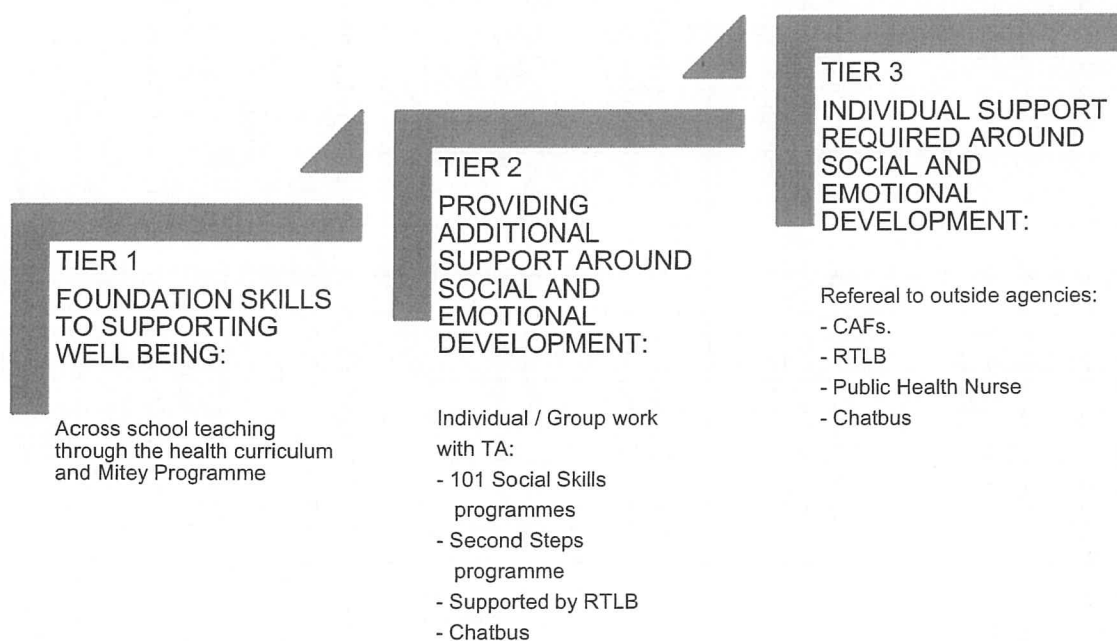 TIER 1
FOUNDATION SKILLS
TO SUPPORTING
WELL BEING:
Across school teaching
through the health curriculum
and Mitey Programme
TIER 2
PROVIDING
ADDITIONAL
SUPPORT AROUND
SOCIAL AND
EMOTIONAL
DEVELOPMENT:
Individual / Group work
with TA:
- 101 Social Skills
programmes
- Second Steps
programme
- Supported by RTLB
- Chatbus
TIER 3
INDIVIDUAL SUPPORT
REQUIRED AROUND
SOCIAL AND
EMOTIONAL
DEVELOPMENT:
Refereal to outside agencies:
- CAFs.
- RTLB
- Public Health Nurse
- Chatbus